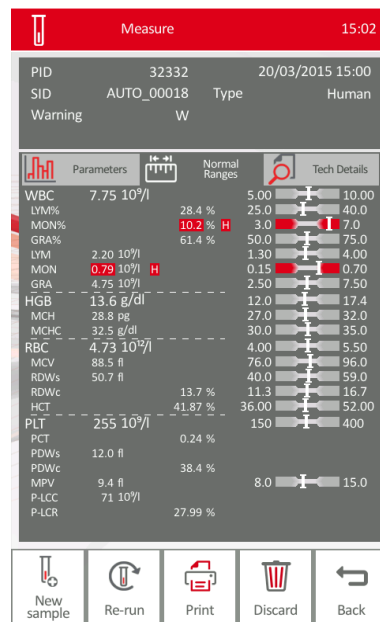 Measure 15:02
PID 32332 20/03/2015 15:00
SID AUTO_00018 Type Human
Warning W
Parameters Normal Ranges Tech Details
WBC 7.75 10⁹/l 5.00 10.00
LYM% 28.4 % 25.0 40.0
MON% 10.2 % H 3.0 7.0
GRA% 61.4 % 50.0 75.0
LYM 2.20 10⁹/l 1.30 4.00
MON 0.79 10⁹/l H 0.15 0.70
GRA 4.75 10⁹/l 2.50 7.50
HGB 13.6 g/dl 12.0 17.4
MCH 28.8 pg 27.0 32.0
MCHC 32.5 g/dl 30.0 35.0
RBC 4.73 10¹²/l 4.00 5.50
MCV 88.5 fl 76.0 96.0
RDWs 50.7 fl 40.0 59.0
RDWc 13.7 % 11.3 16.7
HCT 41.87 % 36.00 52.00
PLT 255 10⁹/l 150 400
PCT 0.24 %
PDWs 12.0 fl
PDWc 38.4 %
MPV 9.4 fl 8.0 15.0
P-LCC 71 10⁹/l
P-LCR 27.99 %
New sample Re-run Print Discard Back